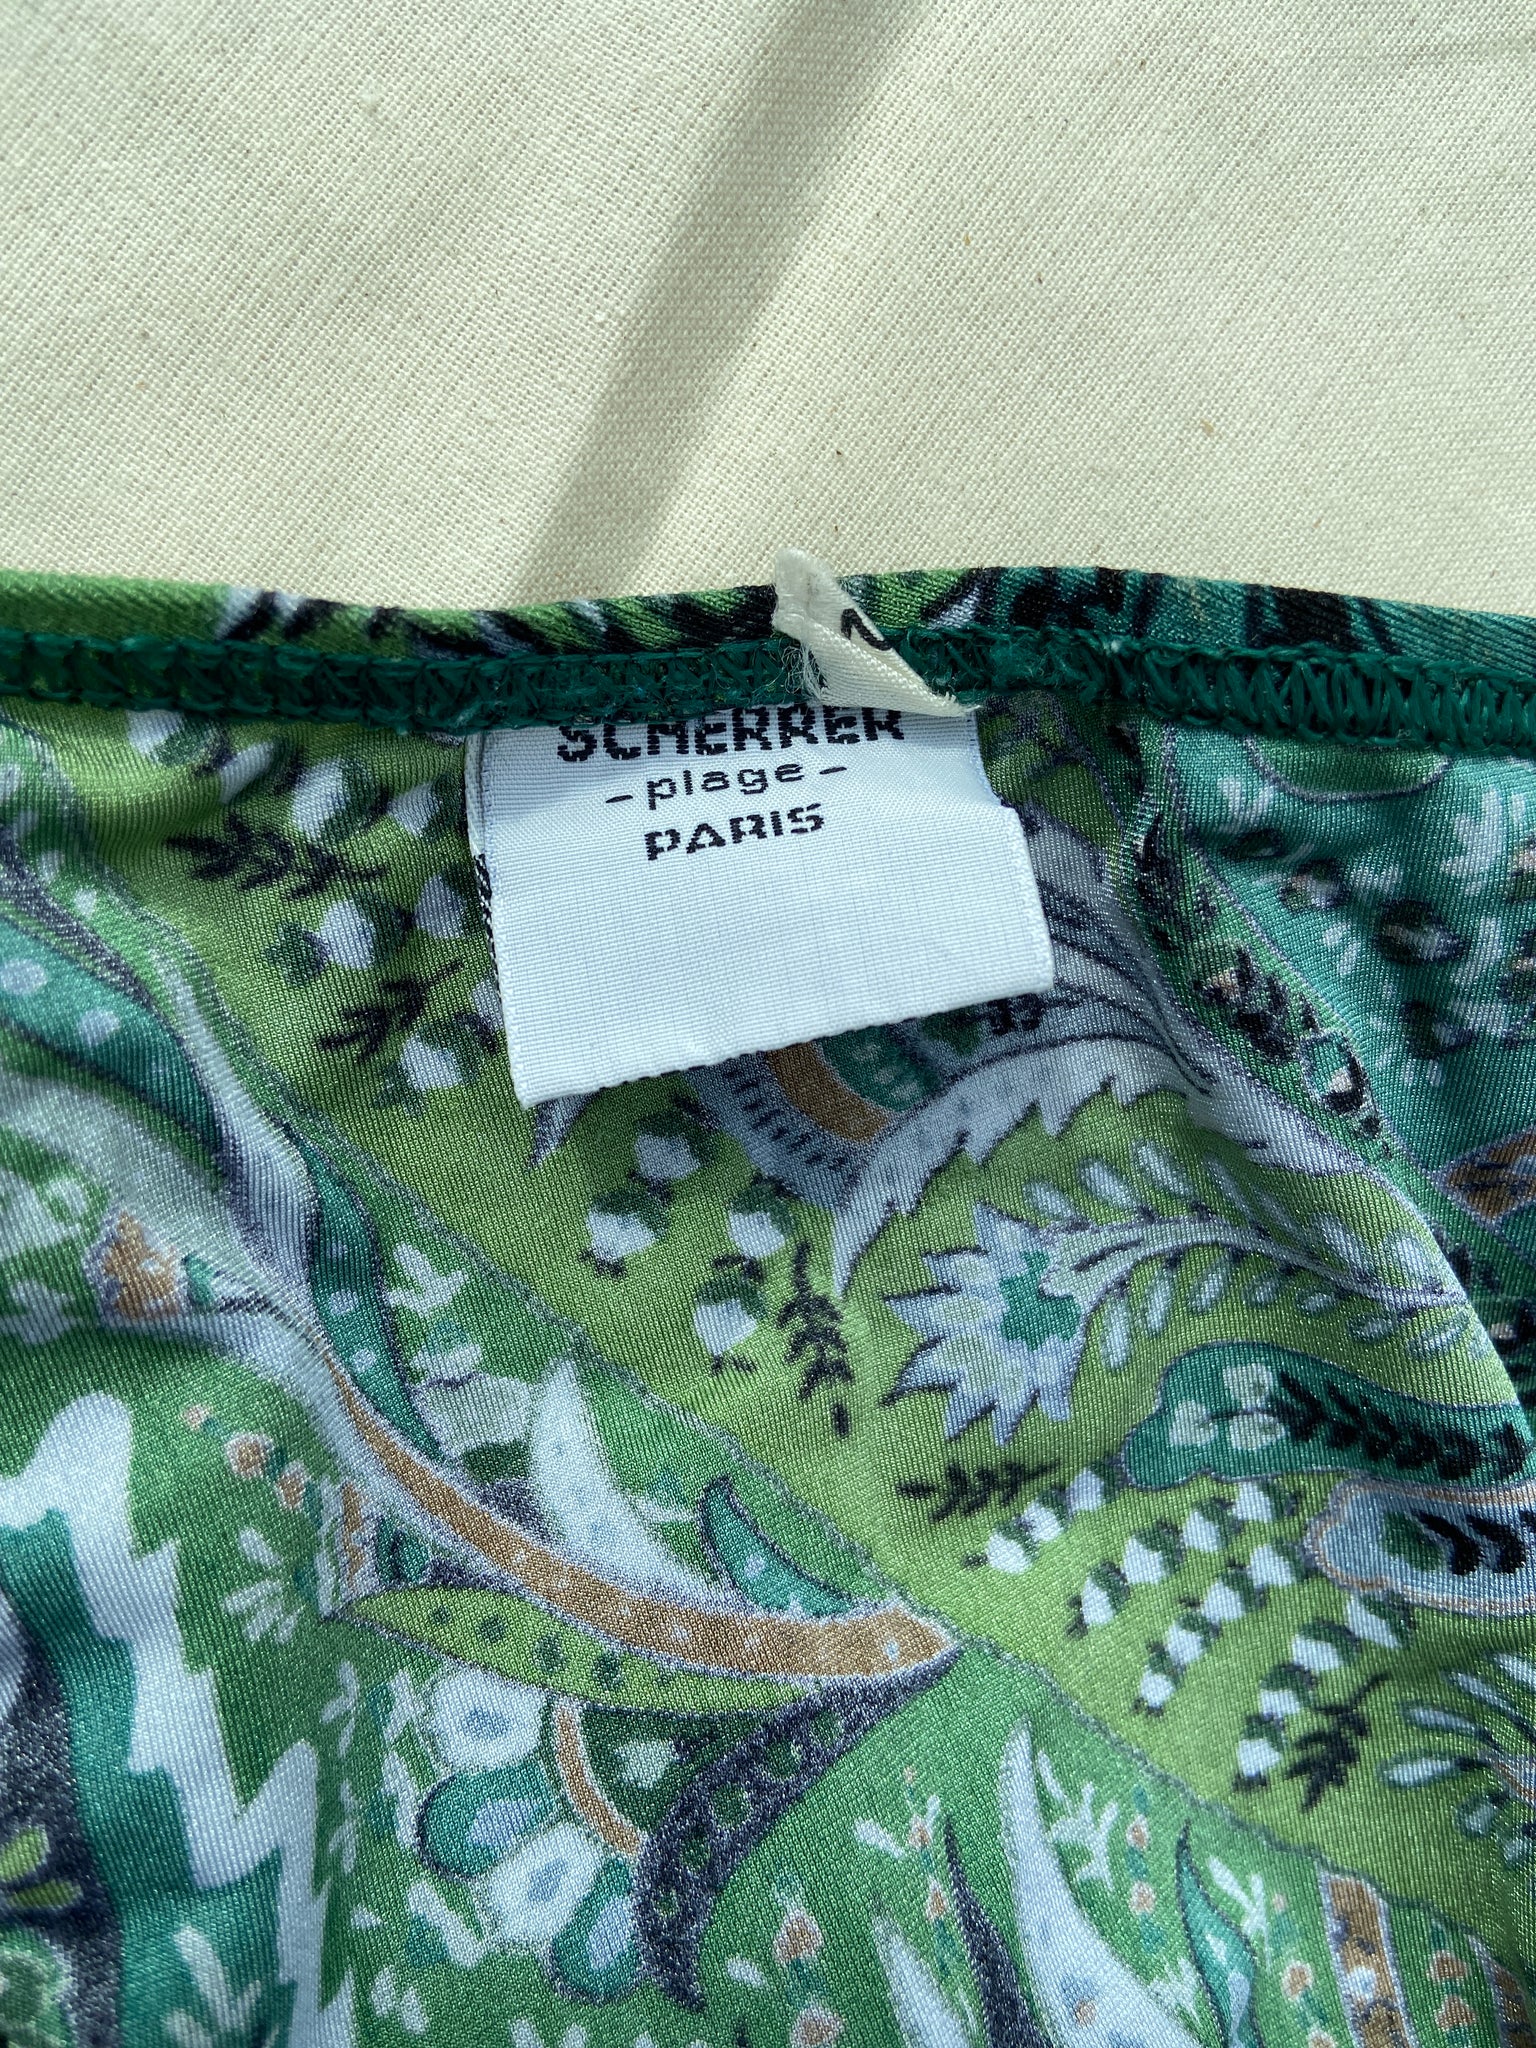 SCHERRER
- plage -
PARIS